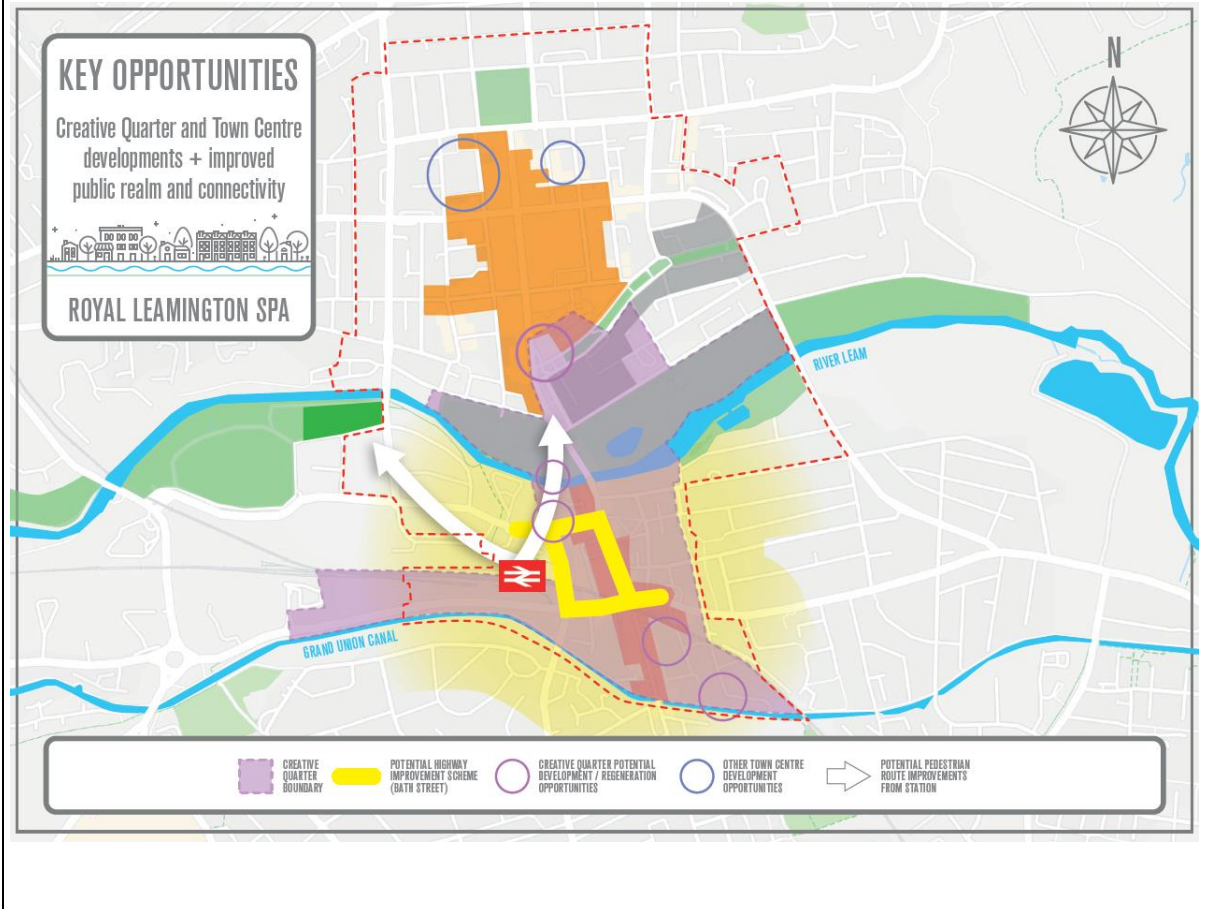 KEY OPPORTUNITIES
Creative Quarter and Town Centre
developments + improved
public realm and connectivity
ROYAL LEAMINGTON SPA
N
RIVER LEAM
GRAND UNION CANAL
CREATIVE
QUARTER
BOUNDARY
POTENTIAL HIGHWAY
IMPROVEMENT SCHEME
(BATH STREET)
CREATIVE QUARTER POTENTIAL
DEVELOPMENT / REGENERATION
OPPORTUNITIES
OTHER TOWN CENTRE
DEVELOPMENT
OPPORTUNITIES
POTENTIAL PEDESTRIAN
ROUTE IMPROVEMENTS
FROM STATION